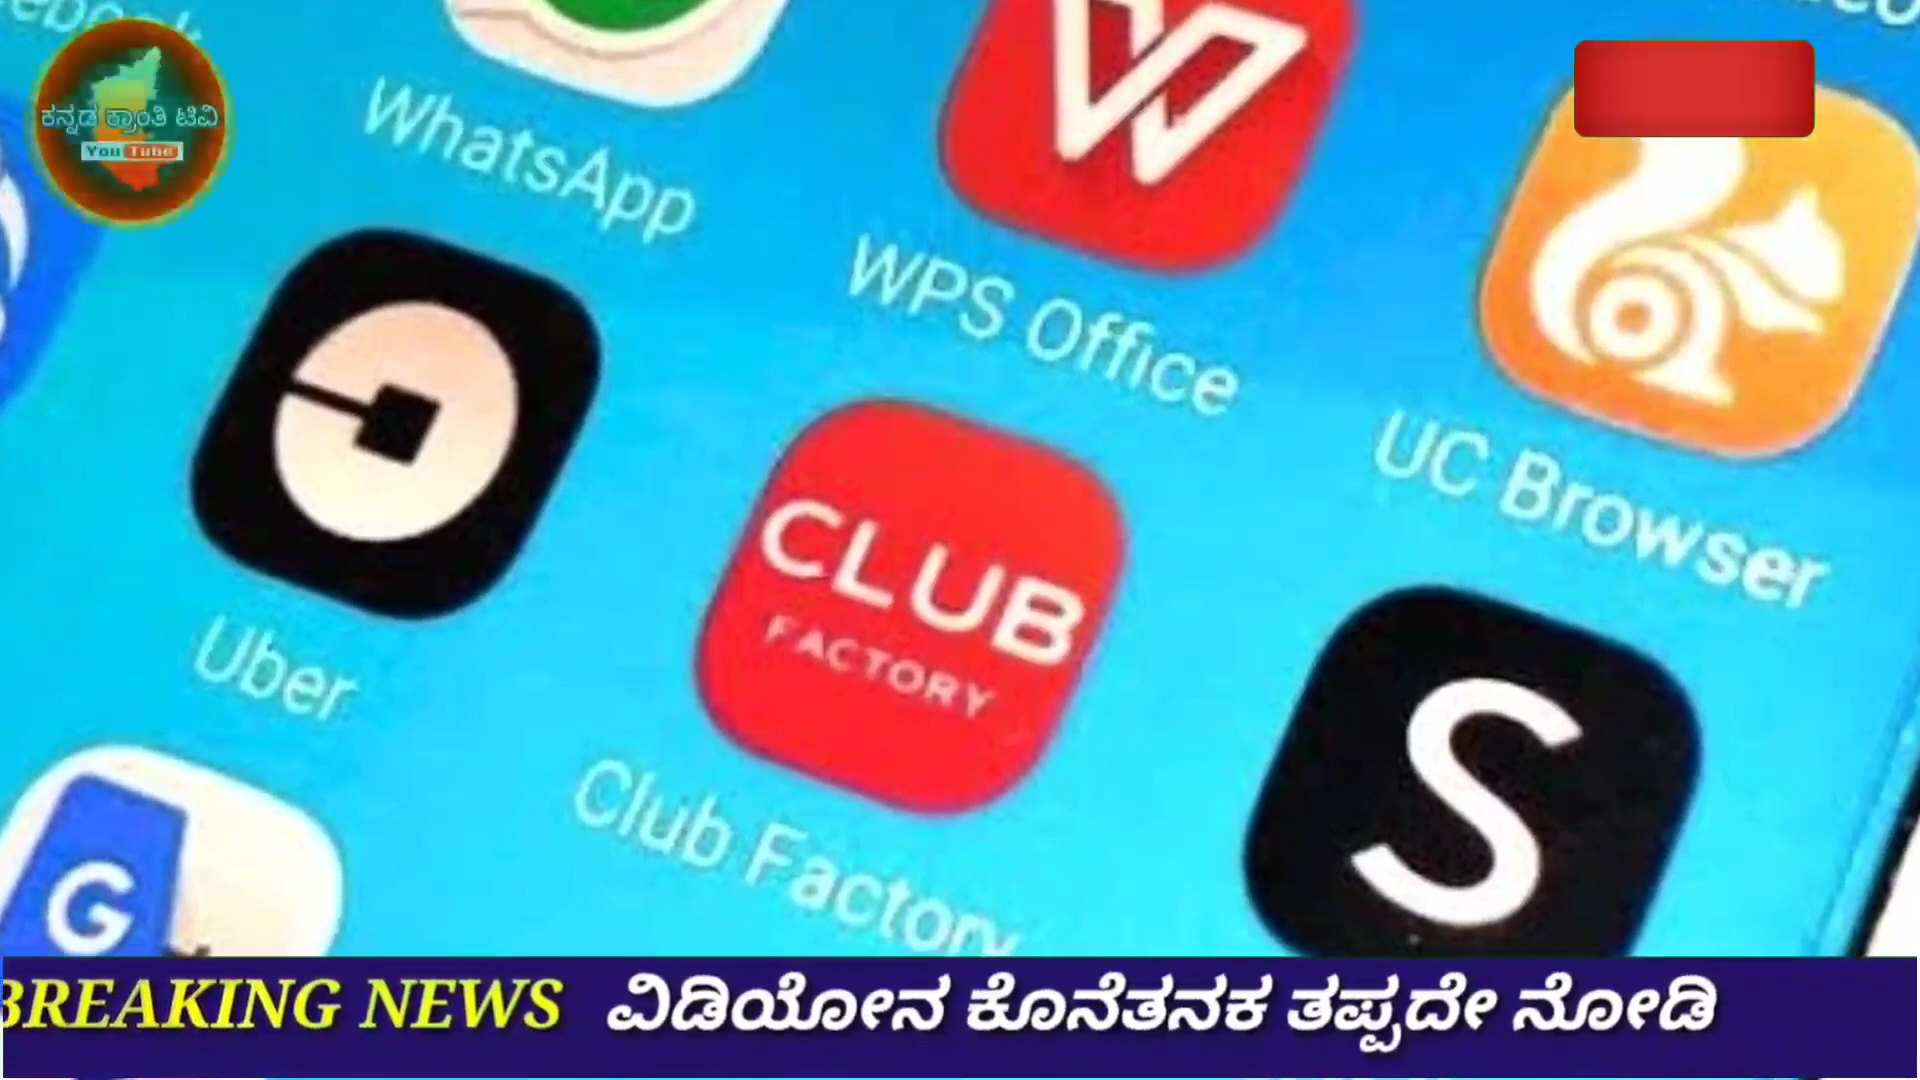 ಕನ್ನಡ ಕ್ರಾಂತಿ ಟಿವಿ
YouTube
WhatsApp
WPS Office
UC Browser
Uber
CLUB
FACTORY
Club Factory
S
G
BREAKING NEWS ವಿಡಿಯೋನ ಕೊನೆತನಕ ತಪ್ಪದೇ ನೋಡಿ